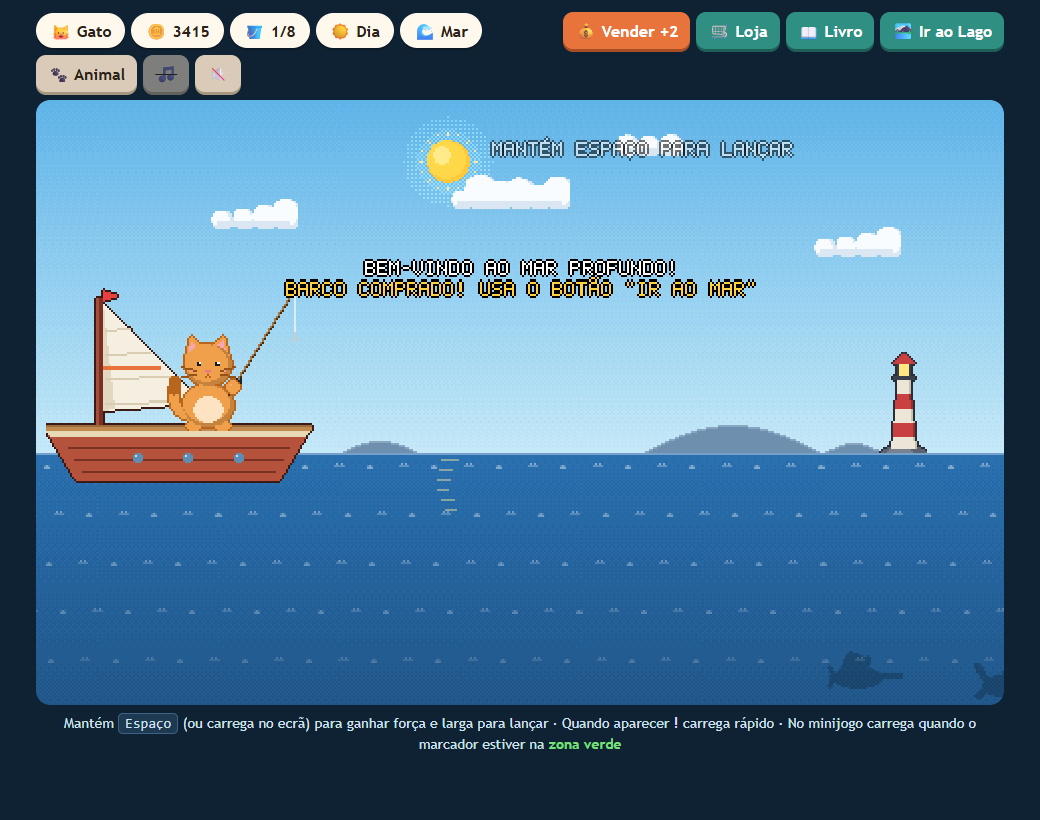 Gato 3415 1/8 Dia Mar Vender +2 Loja Livro Ir ao Lago
Animal
MANTÉM ESPAÇO PARA LANÇAR
BEM-VINDO AO MAR PROFUNDO!
BARCO COMPRADO! USA O BOTÃO "IR AO MAR"
Mantém Espaço (ou carrega no ecrã) para ganhar força e larga para lançar · Quando aparecer ! carrega rápido · No minijogo carrega quando o
marcador estiver na zona verde